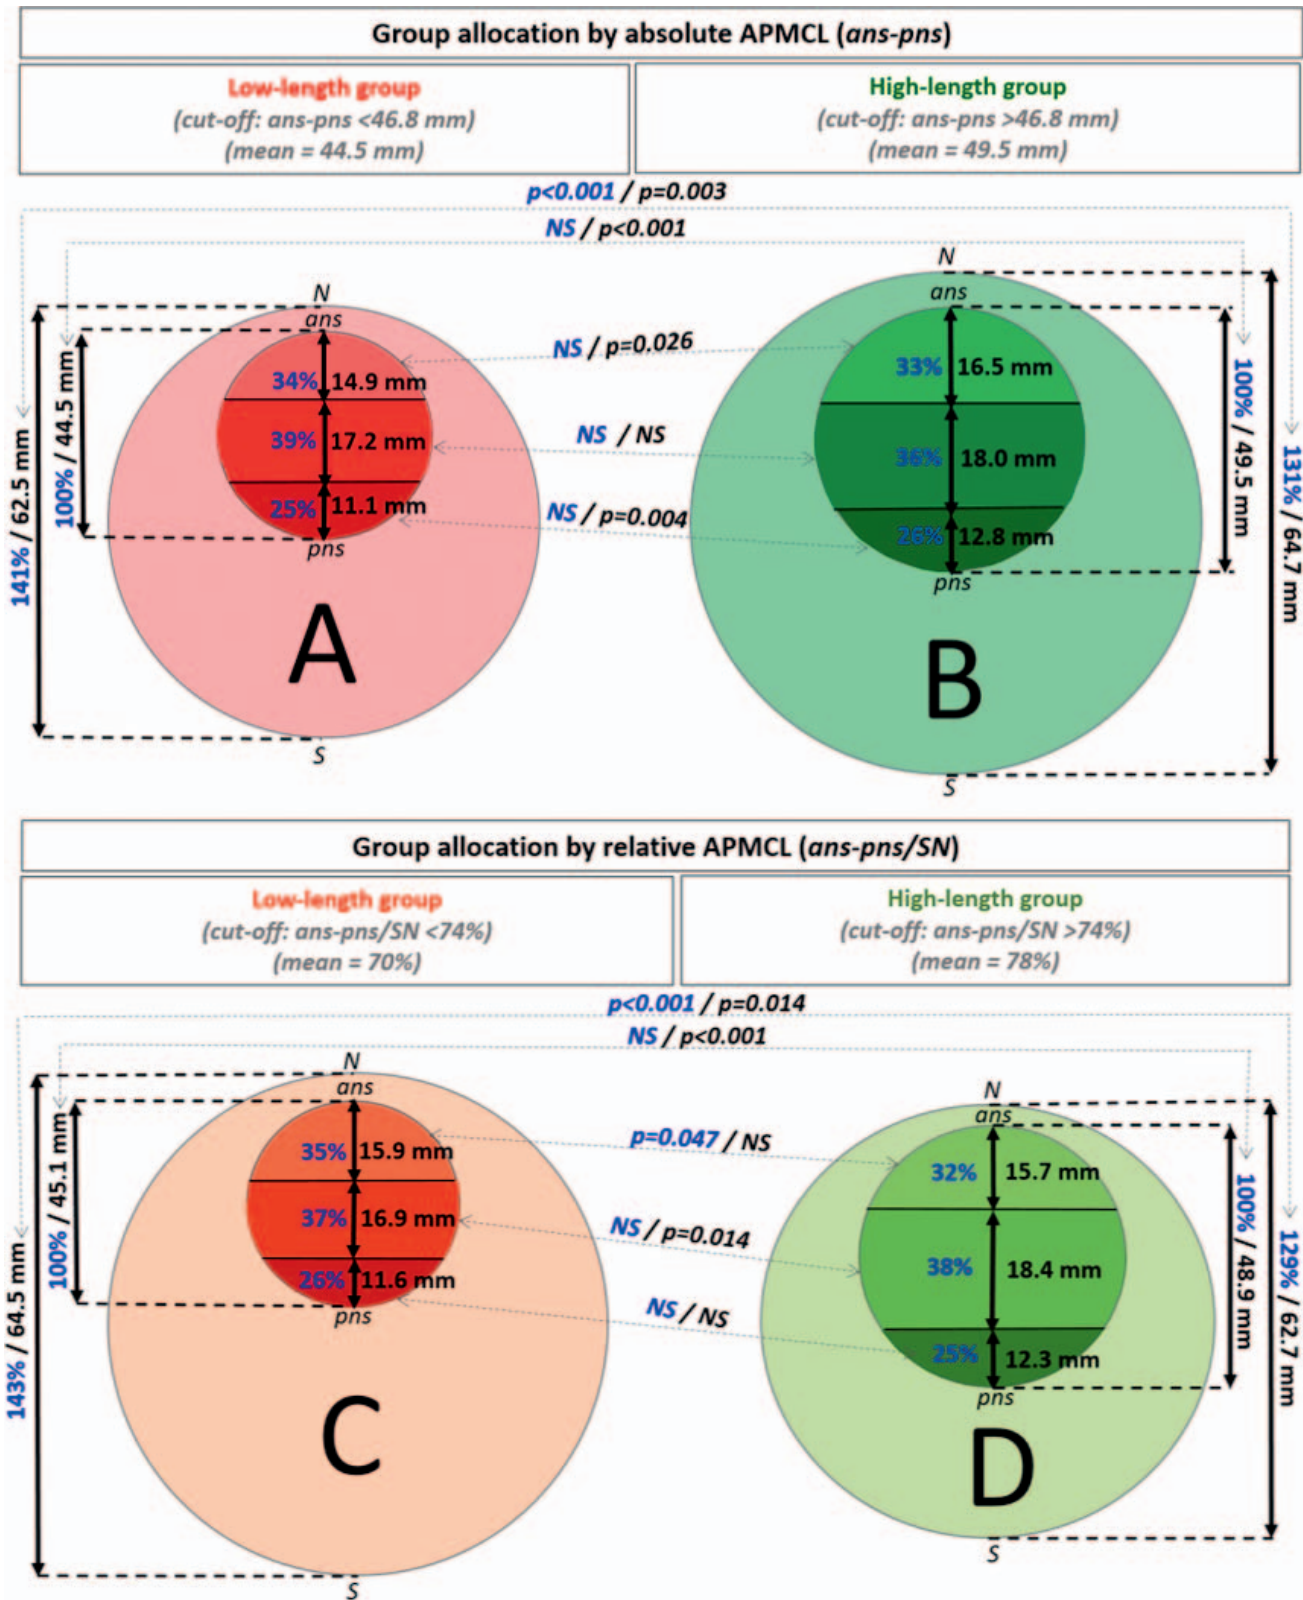 Group allocation by absolute APMCL (ans-pns)
Low-length group
(cut-off: ans-pns <46.8 mm)
(mean = 44.5 mm)
High-length group
(cut-off: ans-pns >46.8 mm)
(mean = 49.5 mm)
p<0.001 / p=0.003
NS / p<0.001
N
ans
34% 14.9 mm
39% 17.2 mm
25% 11.1 mm
pns
A
S
141% / 62.5 mm
100% / 44.5 mm
NS / p=0.026
NS / NS
NS / p=0.004
N
ans
33% 16.5 mm
36% 18.0 mm
26% 12.8 mm
pns
B
S
100% / 49.5 mm
131% / 64.7 mm
Group allocation by relative APMCL (ans-pns/SN)
Low-length group
(cut-off: ans-pns/SN <74%)
(mean = 70%)
High-length group
(cut-off: ans-pns/SN >74%)
(mean = 78%)
p<0.001 / p=0.014
NS / p<0.001
N
ans
35% 15.9 mm
37% 16.9 mm
26% 11.6 mm
pns
C
S
143% / 64.5 mm
100% / 45.1 mm
p=0.047 / NS
NS / p=0.014
NS / NS
N
ans
32% 15.7 mm
38% 18.4 mm
25% 12.3 mm
pns
D
S
100% / 48.9 mm
129% / 62.7 mm